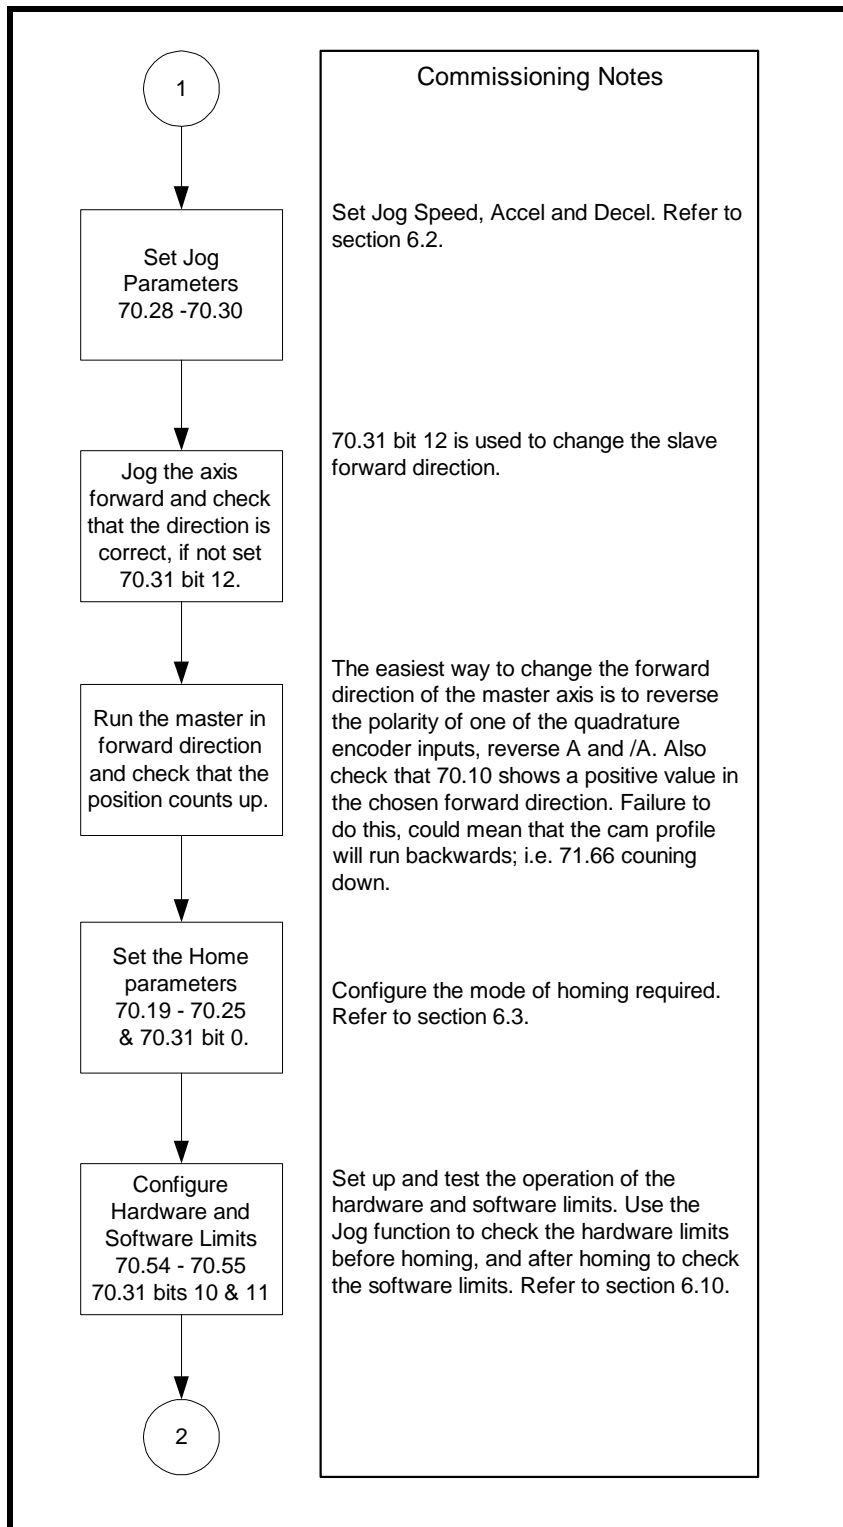 1
Commissioning Notes
Set Jog
Parameters
70.28 -70.30
Set Jog Speed, Accel and Decel. Refer to
section 6.2.
Jog the axis
forward and check
that the direction is
correct, if not set
70.31 bit 12.
70.31 bit 12 is used to change the slave
forward direction.
Run the master in
forward direction
and check that the
position counts up.
The easiest way to change the forward
direction of the master axis is to reverse
the polarity of one of the quadrature
encoder inputs, reverse A and /A. Also
check that 70.10 shows a positive value in
the chosen forward direction. Failure to
do this, could mean that the cam profile
will run backwards; i.e. 71.66 couning
down.
Set the Home
parameters
70.19 - 70.25
& 70.31 bit 0.
Configure the mode of homing required.
Refer to section 6.3.
Configure
Hardware and
Software Limits
70.54 - 70.55
70.31 bits 10 & 11
Set up and test the operation of the
hardware and software limits. Use the
Jog function to check the hardware limits
before homing, and after homing to check
the software limits. Refer to section 6.10.
2